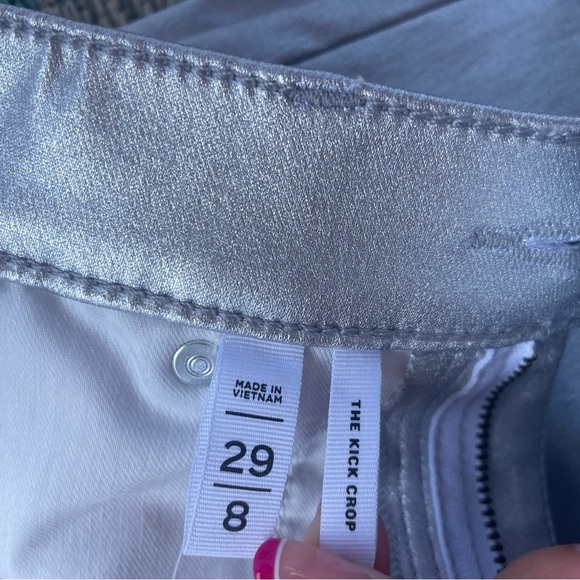 MADE IN
VIETNAM
29
8
THE KICK CROP